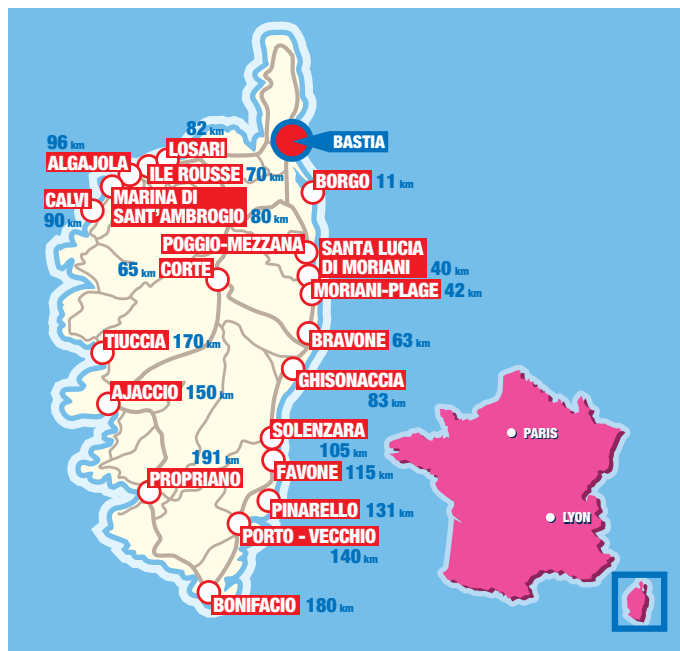 82 km
96 km
LOSARI
BASTIA
ALGAJOLA
ILE ROUSSE 70 km
BORGO 11 km
CALVI
90 km
MARINA DI
SANT'AMBROGIO 80 km
POGGIO-MEZZANA
SANTA LUCIA
DI MORIANI 40 km
65 km CORTE
MORIANI-PLAGE 42 km
TIUCCIA 170 km
BRAVONE 63 km
GHISONACCIA
83 km
AJACCIO 150 km
SOLENZARA
105 km
191 km
PROPRIANO
FAVONE 115 km
PINARELLO 131 km
PORTO - VECCHIO
140 km
BONIFACIO 180 km
PARIS
LYON